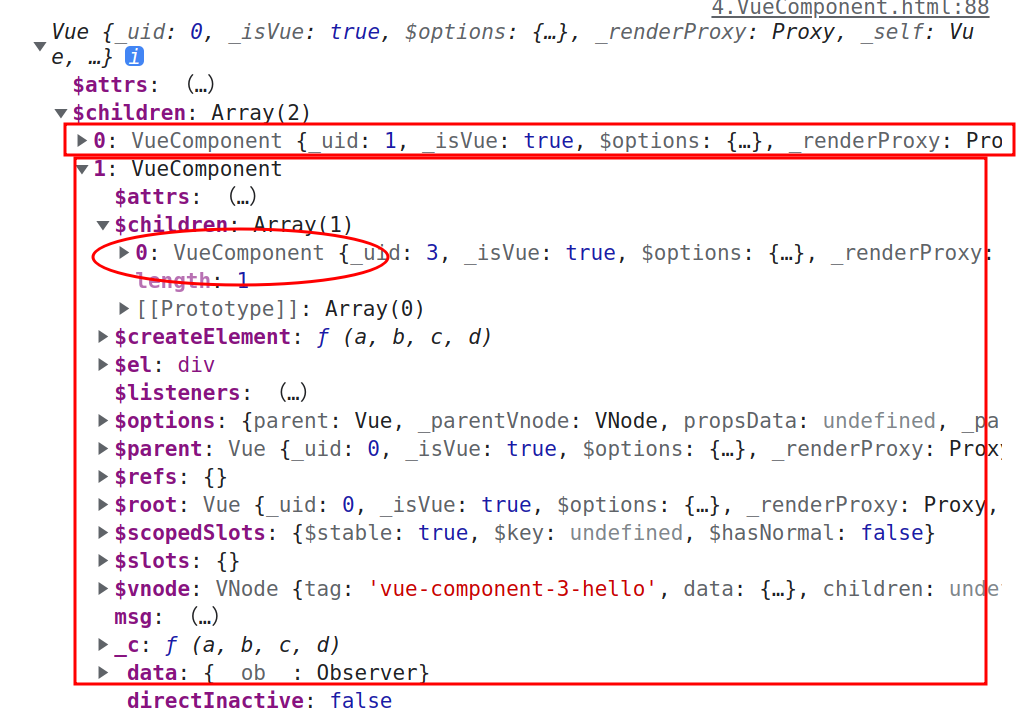 4.VueComponent.html:88
Vue {_uid: 0, _isVue: true, $options: {…}, _renderProxy: Proxy, _self: Vu
e, …} i
$attrs: (…)
$children: Array(2)
0: VueComponent {_uid: 1, _isVue: true, $options: {…}, _renderProxy: Pro
1: VueComponent
$attrs: (…)
$children: Array(1)
0: VueComponent {_uid: 3, _isVue: true, $options: {…}, _renderProxy:
length: 1
[[Prototype]]: Array(0)
$createElement: ƒ (a, b, c, d)
$el: div
$listeners: (…)
$options: {parent: Vue, _parentVnode: VNode, propsData: undefined, _pa
$parent: Vue {_uid: 0, _isVue: true, $options: {…}, _renderProxy: Proxy
$refs: {}
$root: Vue {_uid: 0, _isVue: true, $options: {…}, _renderProxy: Proxy,
$scopedSlots: {$stable: true, $key: undefined, $hasNormal: false}
$slots: {}
$vnode: VNode {tag: 'vue-component-3-hello', data: {…}, children: unde
msg: (…)
_c: ƒ (a, b, c, d)
_data: {__ob__: Observer}
_directInactive: false